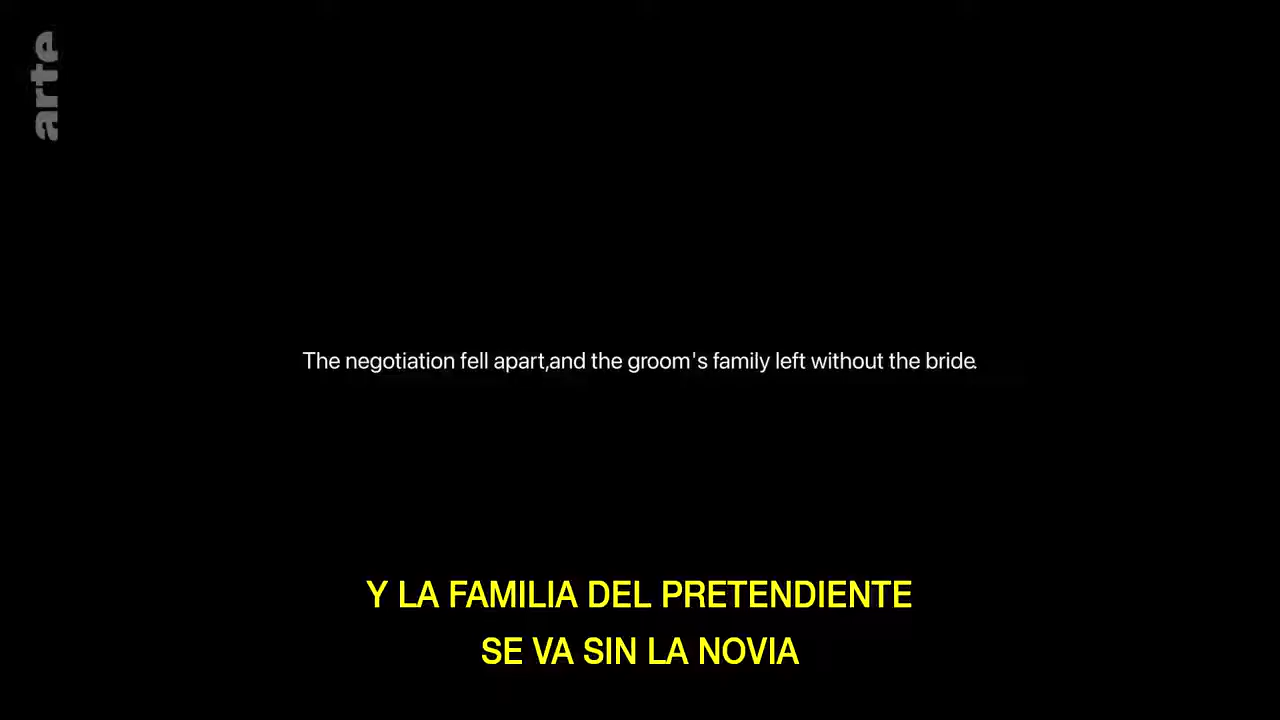 arte
The negotiation fell apart,and the groom's family left without the bride.
Y LA FAMILIA DEL PRETENDIENTE
SE VA SIN LA NOVIA